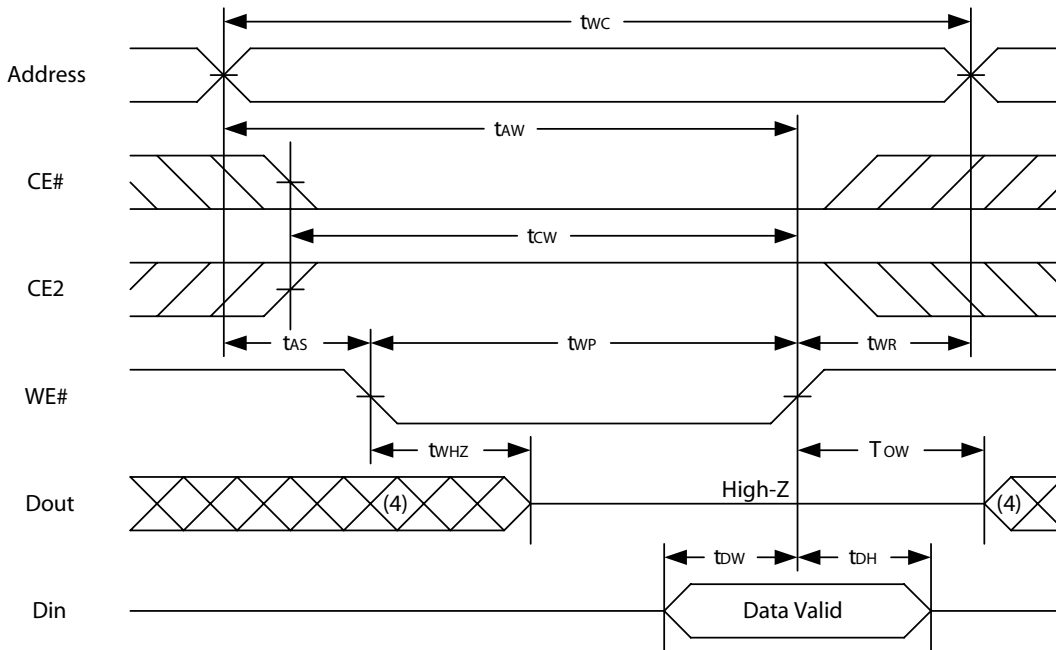 tWC
Address
tAW
CE#
tCW
CE2
tAS tWP tWR
WE#
tWHZ TOW
Dout (4) High-Z (4)
tDW tDH
Din Data Valid